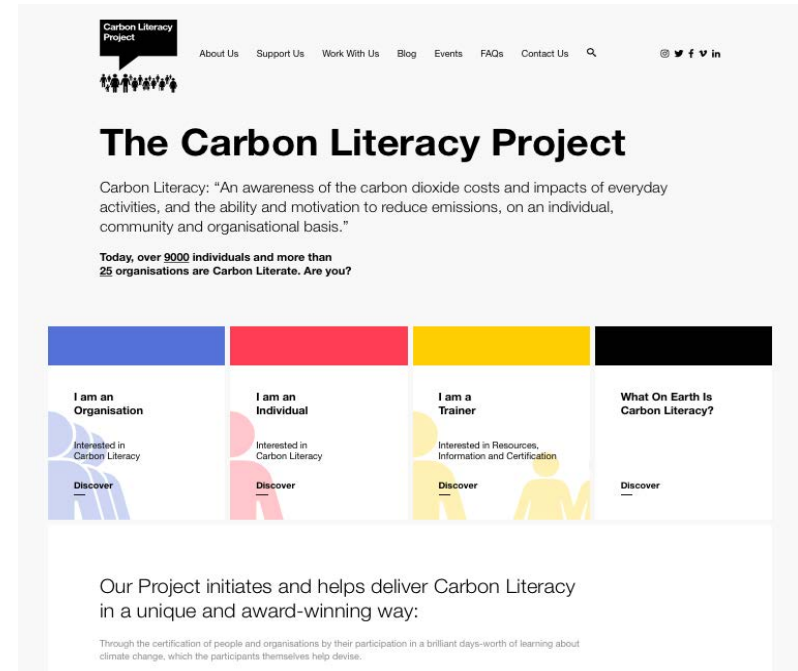 Carbon Literacy
Project
About Us Support Us Work With Us Blog Events FAQs Contact Us
The Carbon Literacy Project
Carbon Literacy: “An awareness of the carbon dioxide costs and impacts of everyday
activities, and the ability and motivation to reduce emissions, on an individual,
community and organisational basis.”
Today, over 9000 individuals and more than
25 organisations are Carbon Literate. Are you?
I am an
Organisation
Interested in
Carbon Literacy
Discover
I am an
Individual
Interested in
Carbon Literacy
Discover
I am a
Trainer
Interested in Resources,
Information and Certification
Discover
What On Earth Is
Carbon Literacy?
Discover
Our Project initiates and helps deliver Carbon Literacy
in a unique and award-winning way:
Through the certification of people and organisations by their participation in a brilliant days-worth of learning about
climate change, which the participants themselves help devise.